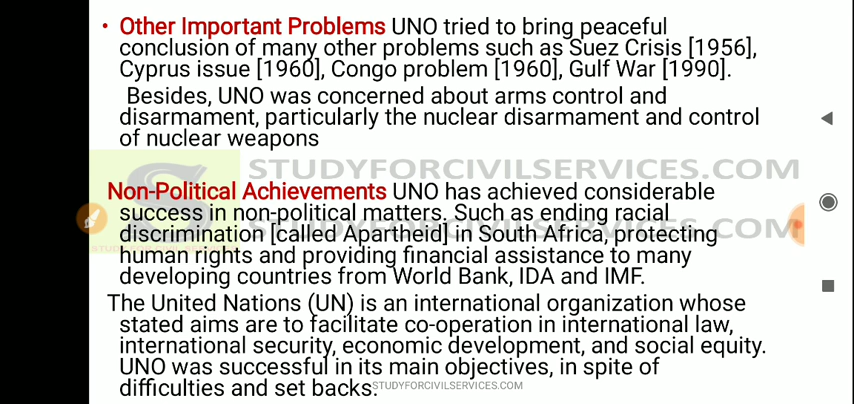 • Other Important Problems UNO tried to bring peaceful
conclusion of many other problems such as Suez Crisis [1956],
Cyprus issue [1960], Congo problem [1960], Gulf War [1990].
Besides, UNO was concerned about arms control and
disarmament, particularly the nuclear disarmament and control
of nuclear weapons
STUDYFORCIVILSERVICES.COM
Non-Political Achievements UNO has achieved considerable
success in non-political matters. Such as ending racial
discrimination [called Apartheid] in South Africa, protecting
STUDYFORCIVILSERVICES.COM
human rights and providing financial assistance to many
developing countries from World Bank, IDA and IMF.
The United Nations (UN) is an international organization whose
stated aims are to facilitate co-operation in international law,
international security, economic development, and social equity.
UNO was successful in its main objectives, in spite of
difficulties and set backs.
STUDYFORCIVILSERVICES.COM